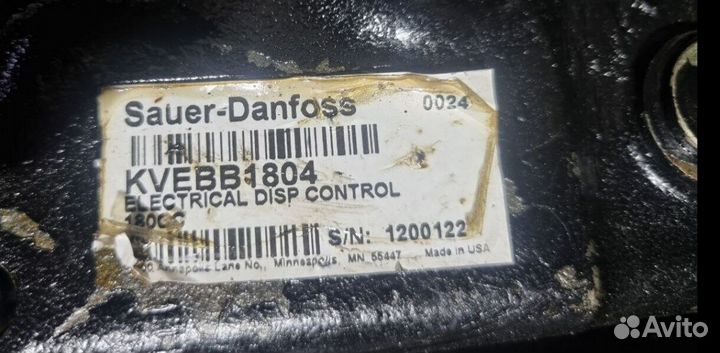 Sauer-Danfoss 0024
KVEBB1804
ELECTRICAL DISP CONTROL
S/N: 1200122
Lane No., Minneapolis, MN 55447 Made in USA
Avito